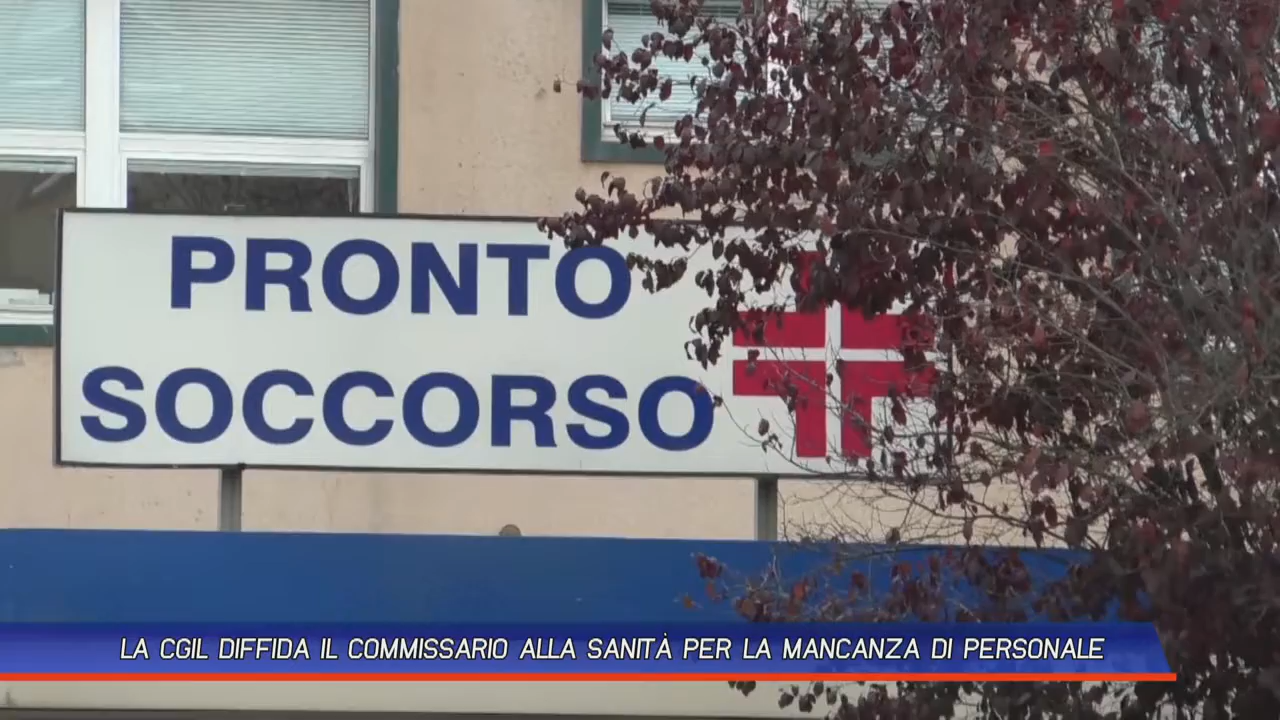 PRONTO
SOCCORSO
LA CGIL DIFFIDA IL COMMISSARIO ALLA SANITÀ PER LA MANCANZA DI PERSONALE